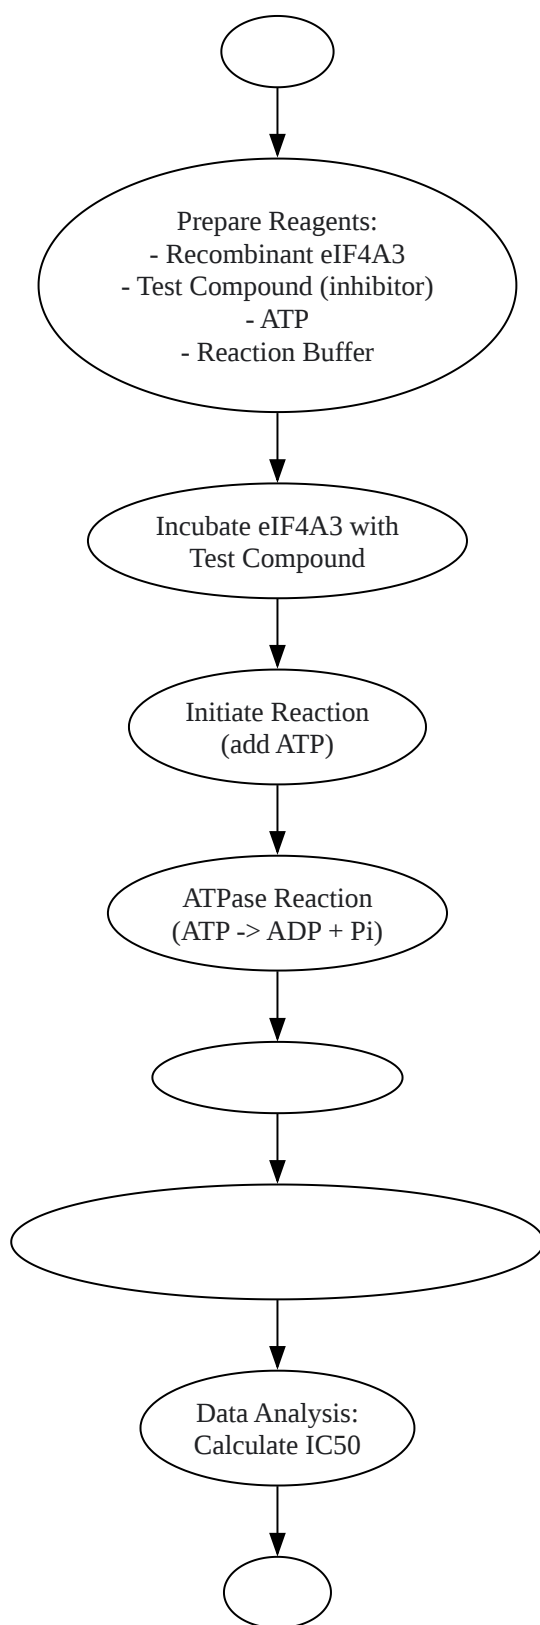 Prepare Reagents:
- Recombinant eIF4A3
- Test Compound (inhibitor)
- ATP
- Reaction Buffer
Incubate eIF4A3 with
Test Compound
Initiate Reaction
(add ATP)
ATPase Reaction
(ATP -> ADP + Pi)
Data Analysis:
Calculate IC50